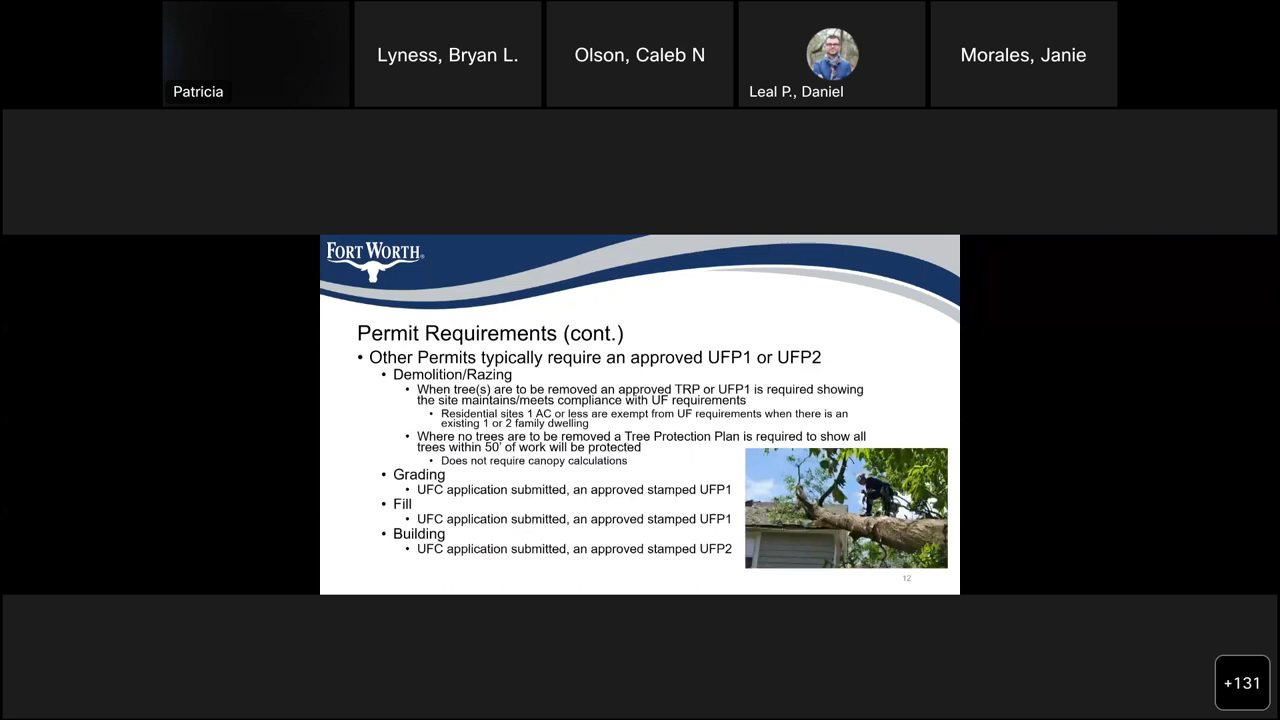 Patricia
Lyness, Bryan L.
Olson, Caleb N
Leal P., Daniel
Morales, Janie
FORT WORTH®
Permit Requirements (cont.)
• Other Permits typically require an approved UFP1 or UFP2
• Demolition/Razing
• When tree(s) are to be removed an approved TRP or UFP1 is required showing
the site maintains/meets compliance with UF requirements
• Residential sites 1 AC or less are exempt from UF requirements when there is an
existing 1 or 2 family dwelling
• Where no trees are to be removed a Tree Protection Plan is required to show all
trees within 50' of work will be protected
• Does not require canopy calculations
• Grading
• UFC application submitted, an approved stamped UFP1
• Fill
• UFC application submitted, an approved stamped UFP1
• Building
• UFC application submitted, an approved stamped UFP2
12
+131